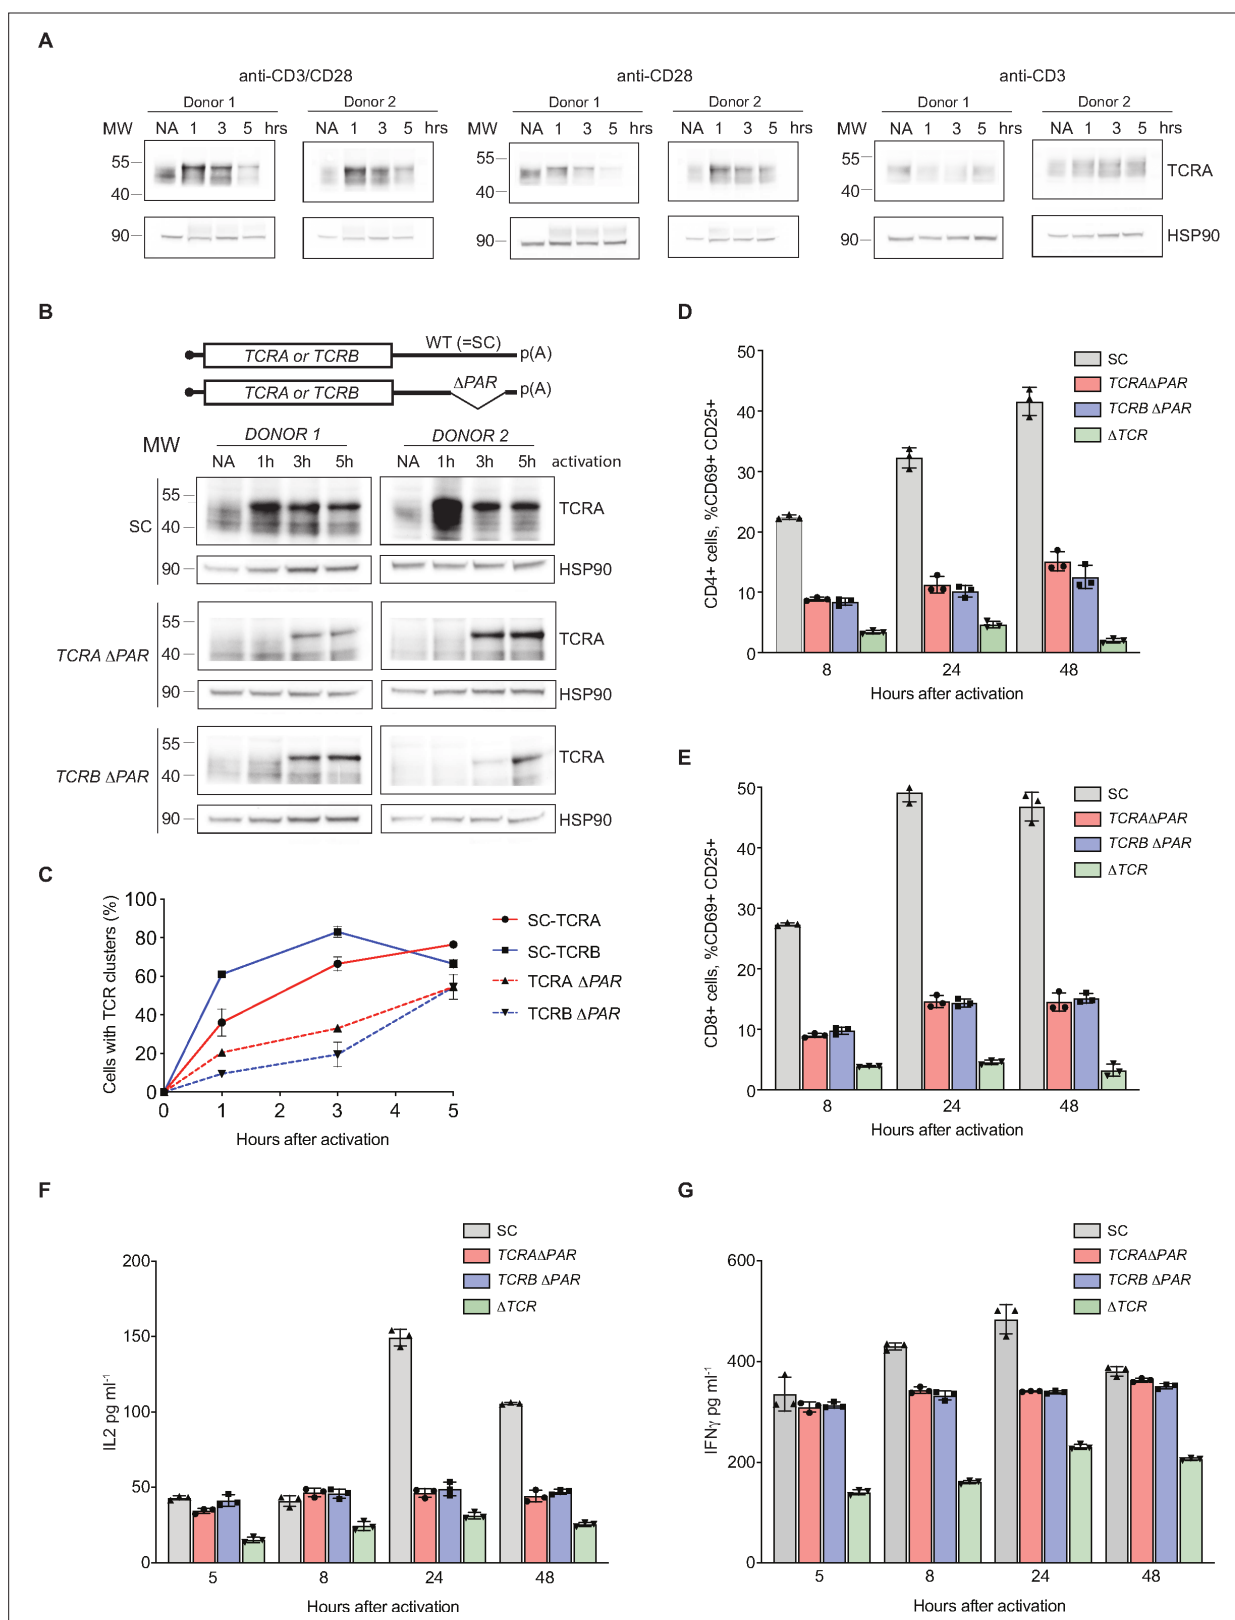 A
anti-CD3/CD28
anti-CD28
anti-CD3
Donor 1
Donor 2
Donor 1
Donor 2
Donor 1
Donor 2
MW NA 1 3 5 hrs NA 1 3 5 hrs MW NA 1 3 5 hrs NA 1 3 5 hrs MW NA 1 3 5 hrs NA 1 3 5 hrs
55 55 55
40 40 40
TCRA
90 90 90
HSP90
B
WT (=SC)
TCRA or TCRB p(A)
ΔPAR
TCRA or TCRB p(A)
MW DONOR 1 DONOR 2
NA 1h 3h 5h NA 1h 3h 5h activation
55
SC 40 TCRA
90 HSP90
55
TCRA ΔPAR 40 TCRA
90 HSP90
55
TCRB ΔPAR 40 TCRA
90 HSP90
C
Cells with TCR clusters (%)
100
80
60
40
20
0
0 1 2 3 4 5
Hours after activation
SC-TCRA
SC-TCRB
TCRA ΔPAR
TCRB ΔPAR
D
CD4+ cells, %CD69+ CD25+
50
40
30
20
10
0
8 24 48
Hours after activation
SC
TCRAΔPAR
TCRB ΔPAR
ΔTCR
E
CD8+ cells, %CD69+ CD25+
50
40
30
20
10
0
8 24 48
Hours after activation
SC
TCRAΔPAR
TCRB ΔPAR
ΔTCR
F
IL2 pg ml-1
200
150
100
50
0
5 8 24 48
Hours after activation
SC
TCRAΔPAR
TCRB ΔPAR
ΔTCR
G
IFNγ pg ml-1
600
400
200
0
5 8 24 48
Hours after activation
SC
TCRAΔPAR
TCRB ΔPAR
ΔTCR